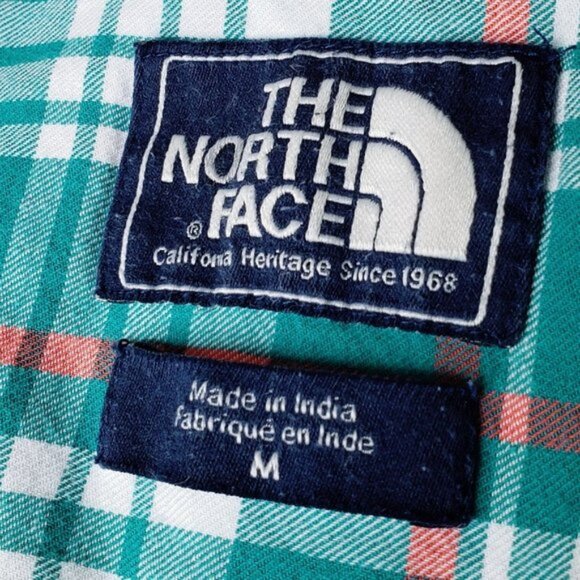 THE
NORTH
® FACE
California Heritage Since 1968
Made in India
fabriqué en Inde
M